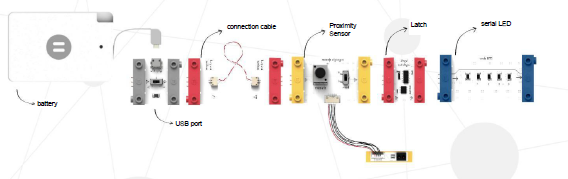 connection cable
Proximity
Sensor
Latch
serial LED
battery
USB port